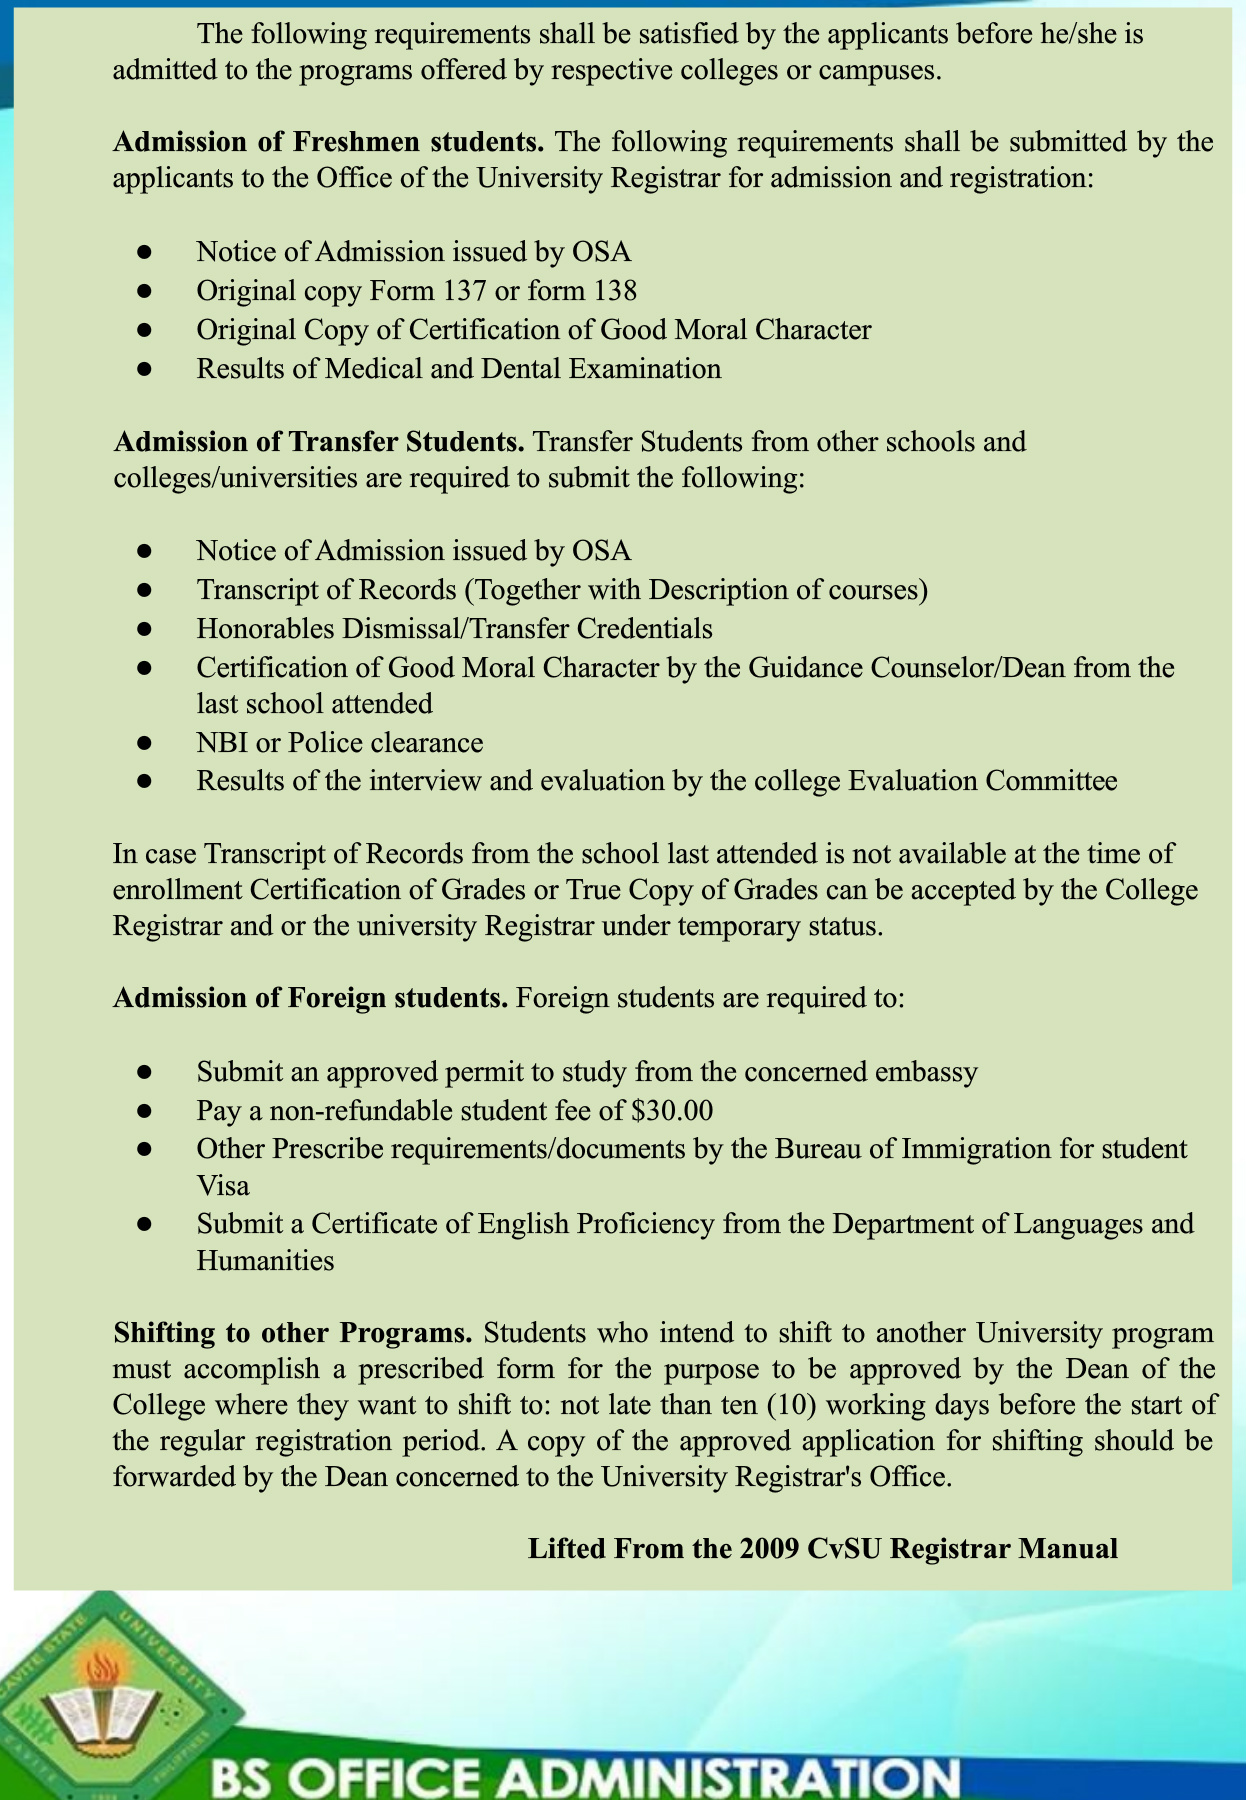 The following requirements shall be satisfied by the applicants before he/she is
admitted to the programs offered by respective colleges or campuses.
Admission of Freshmen students. The following requirements shall be submitted by the
applicants to the Office of the University Registrar for admission and registration:
● Notice of Admission issued by OSA
● Original copy Form 137 or form 138
● Original Copy of Certification of Good Moral Character
● Results of Medical and Dental Examination
Admission of Transfer Students. Transfer Students from other schools and
colleges/universities are required to submit the following:
● Notice of Admission issued by OSA
● Transcript of Records (Together with Description of courses)
● Honorables Dismissal/Transfer Credentials
● Certification of Good Moral Character by the Guidance Counselor/Dean from the
last school attended
● NBI or Police clearance
● Results of the interview and evaluation by the college Evaluation Committee
In case Transcript of Records from the school last attended is not available at the time of
enrollment Certification of Grades or True Copy of Grades can be accepted by the College
Registrar and or the university Registrar under temporary status.
Admission of Foreign students. Foreign students are required to:
● Submit an approved permit to study from the concerned embassy
● Pay a non-refundable student fee of $30.00
● Other Prescribe requirements/documents by the Bureau of Immigration for student
Visa
● Submit a Certificate of English Proficiency from the Department of Languages and
Humanities
Shifting to other Programs. Students who intend to shift to another University program
must accomplish a prescribed form for the purpose to be approved by the Dean of the
College where they want to shift to: not late than ten (10) working days before the start of
the regular registration period. A copy of the approved application for shifting should be
forwarded by the Dean concerned to the University Registrar's Office.
Lifted From the 2009 CvSU Registrar Manual
CAVITE STATE UNIVERSITY
CAVITE PHILIPPINES
BS OFFICE ADMINISTRATION